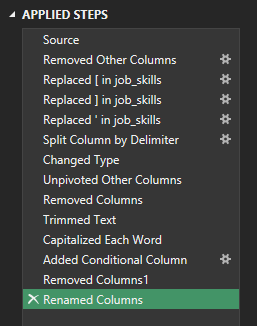 APPLIED STEPS
Source
Removed Other Columns
Replaced [ in job_skills
Replaced ] in job_skills
Replaced ' in job_skills
Split Column by Delimiter
Changed Type
Unpivoted Other Columns
Removed Columns
Trimmed Text
Capitalized Each Word
Added Conditional Column
Removed Columns1
Renamed Columns